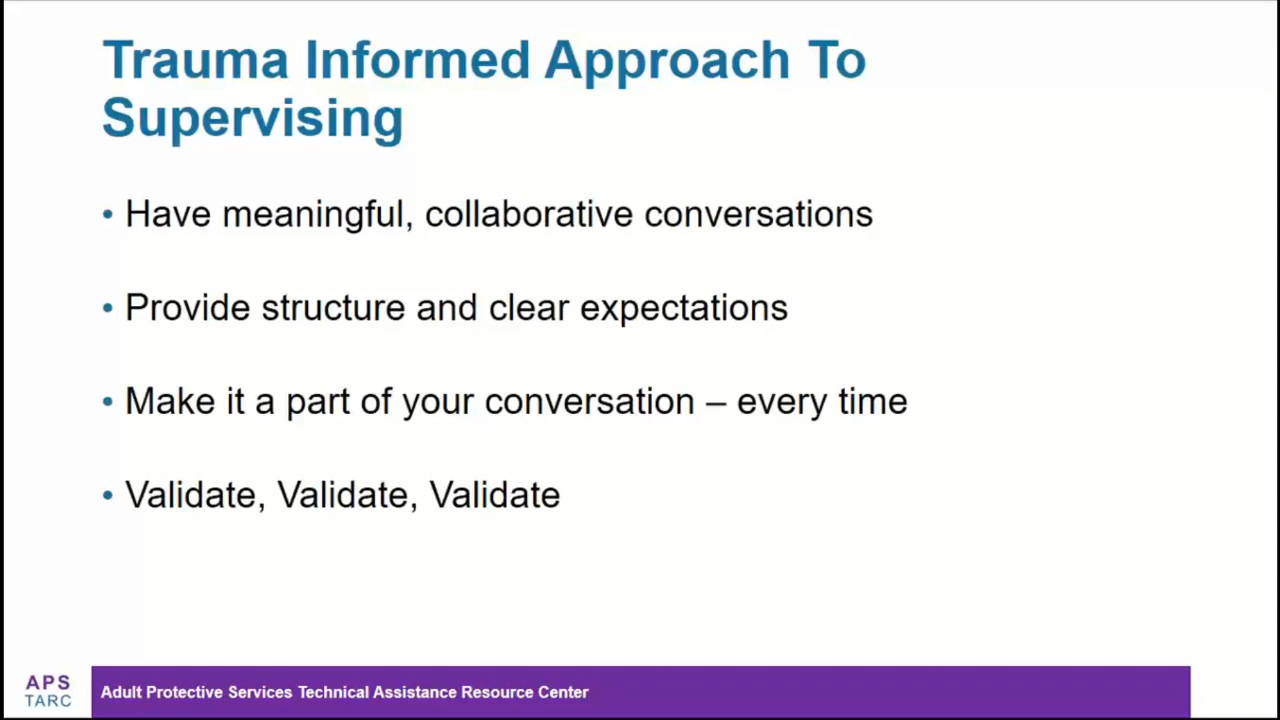 Trauma Informed Approach To
Supervising
• Have meaningful, collaborative conversations
• Provide structure and clear expectations
• Make it a part of your conversation – every time
• Validate, Validate, Validate
APS
TARC
Adult Protective Services Technical Assistance Resource Center